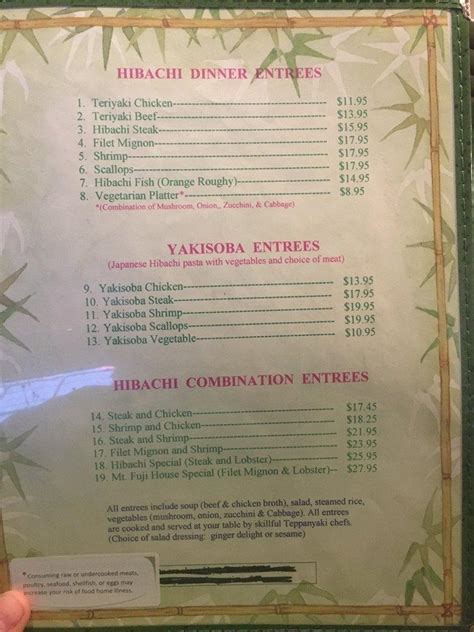 HIBACHI DINNER ENTREES
1. Teriyaki Chicken $11.95
2. Teriyaki Beef $13.95
3. Hibachi Steak $15.95
4. Filet Mignon $17.95
5. Shrimp $17.95
6. Scallops $17.95
7. Hibachi Fish (Orange Roughy) $14.95
8. Vegetarian Platter* $8.95
*(Combination of Mushroom, Onion,, Zucchini, & Cabbage)
YAKISOBA ENTREES
(Japanese Hibachi pasta with vegetables and choice of meat)
9. Yakisoba Chicken $13.95
10. Yakisoba Steak $17.95
11. Yakisoba Shrimp $19.95
12. Yakisoba Scallops $19.95
13. Yakisoba Vegetable $10.95
HIBACHI COMBINATION ENTREES
14. Steak and Chicken $17.45
15. Shrimp and Chicken $18.25
16. Steak and Shrimp $21.95
17. Filet Mignon and Shrimp $23.95
18. Hibachi Special (Steak and Lobster) $25.95
19. Mt. Fuji House Special (Filet Mignon & Lobster) $27.95
All entrees include soup (beef & chicken broth), salad, steamed rice,
vegetables (mushroom, onion, zucchini & Cabbage). All entrees
are cooked and served at your table by skillful Teppanyaki chefs.
(Choice of salad dressing: ginger delight or sesame)
* Consuming raw or undercooked meats,
poultry, seafood, shellfish, or eggs may
increase your risk of food home illness.